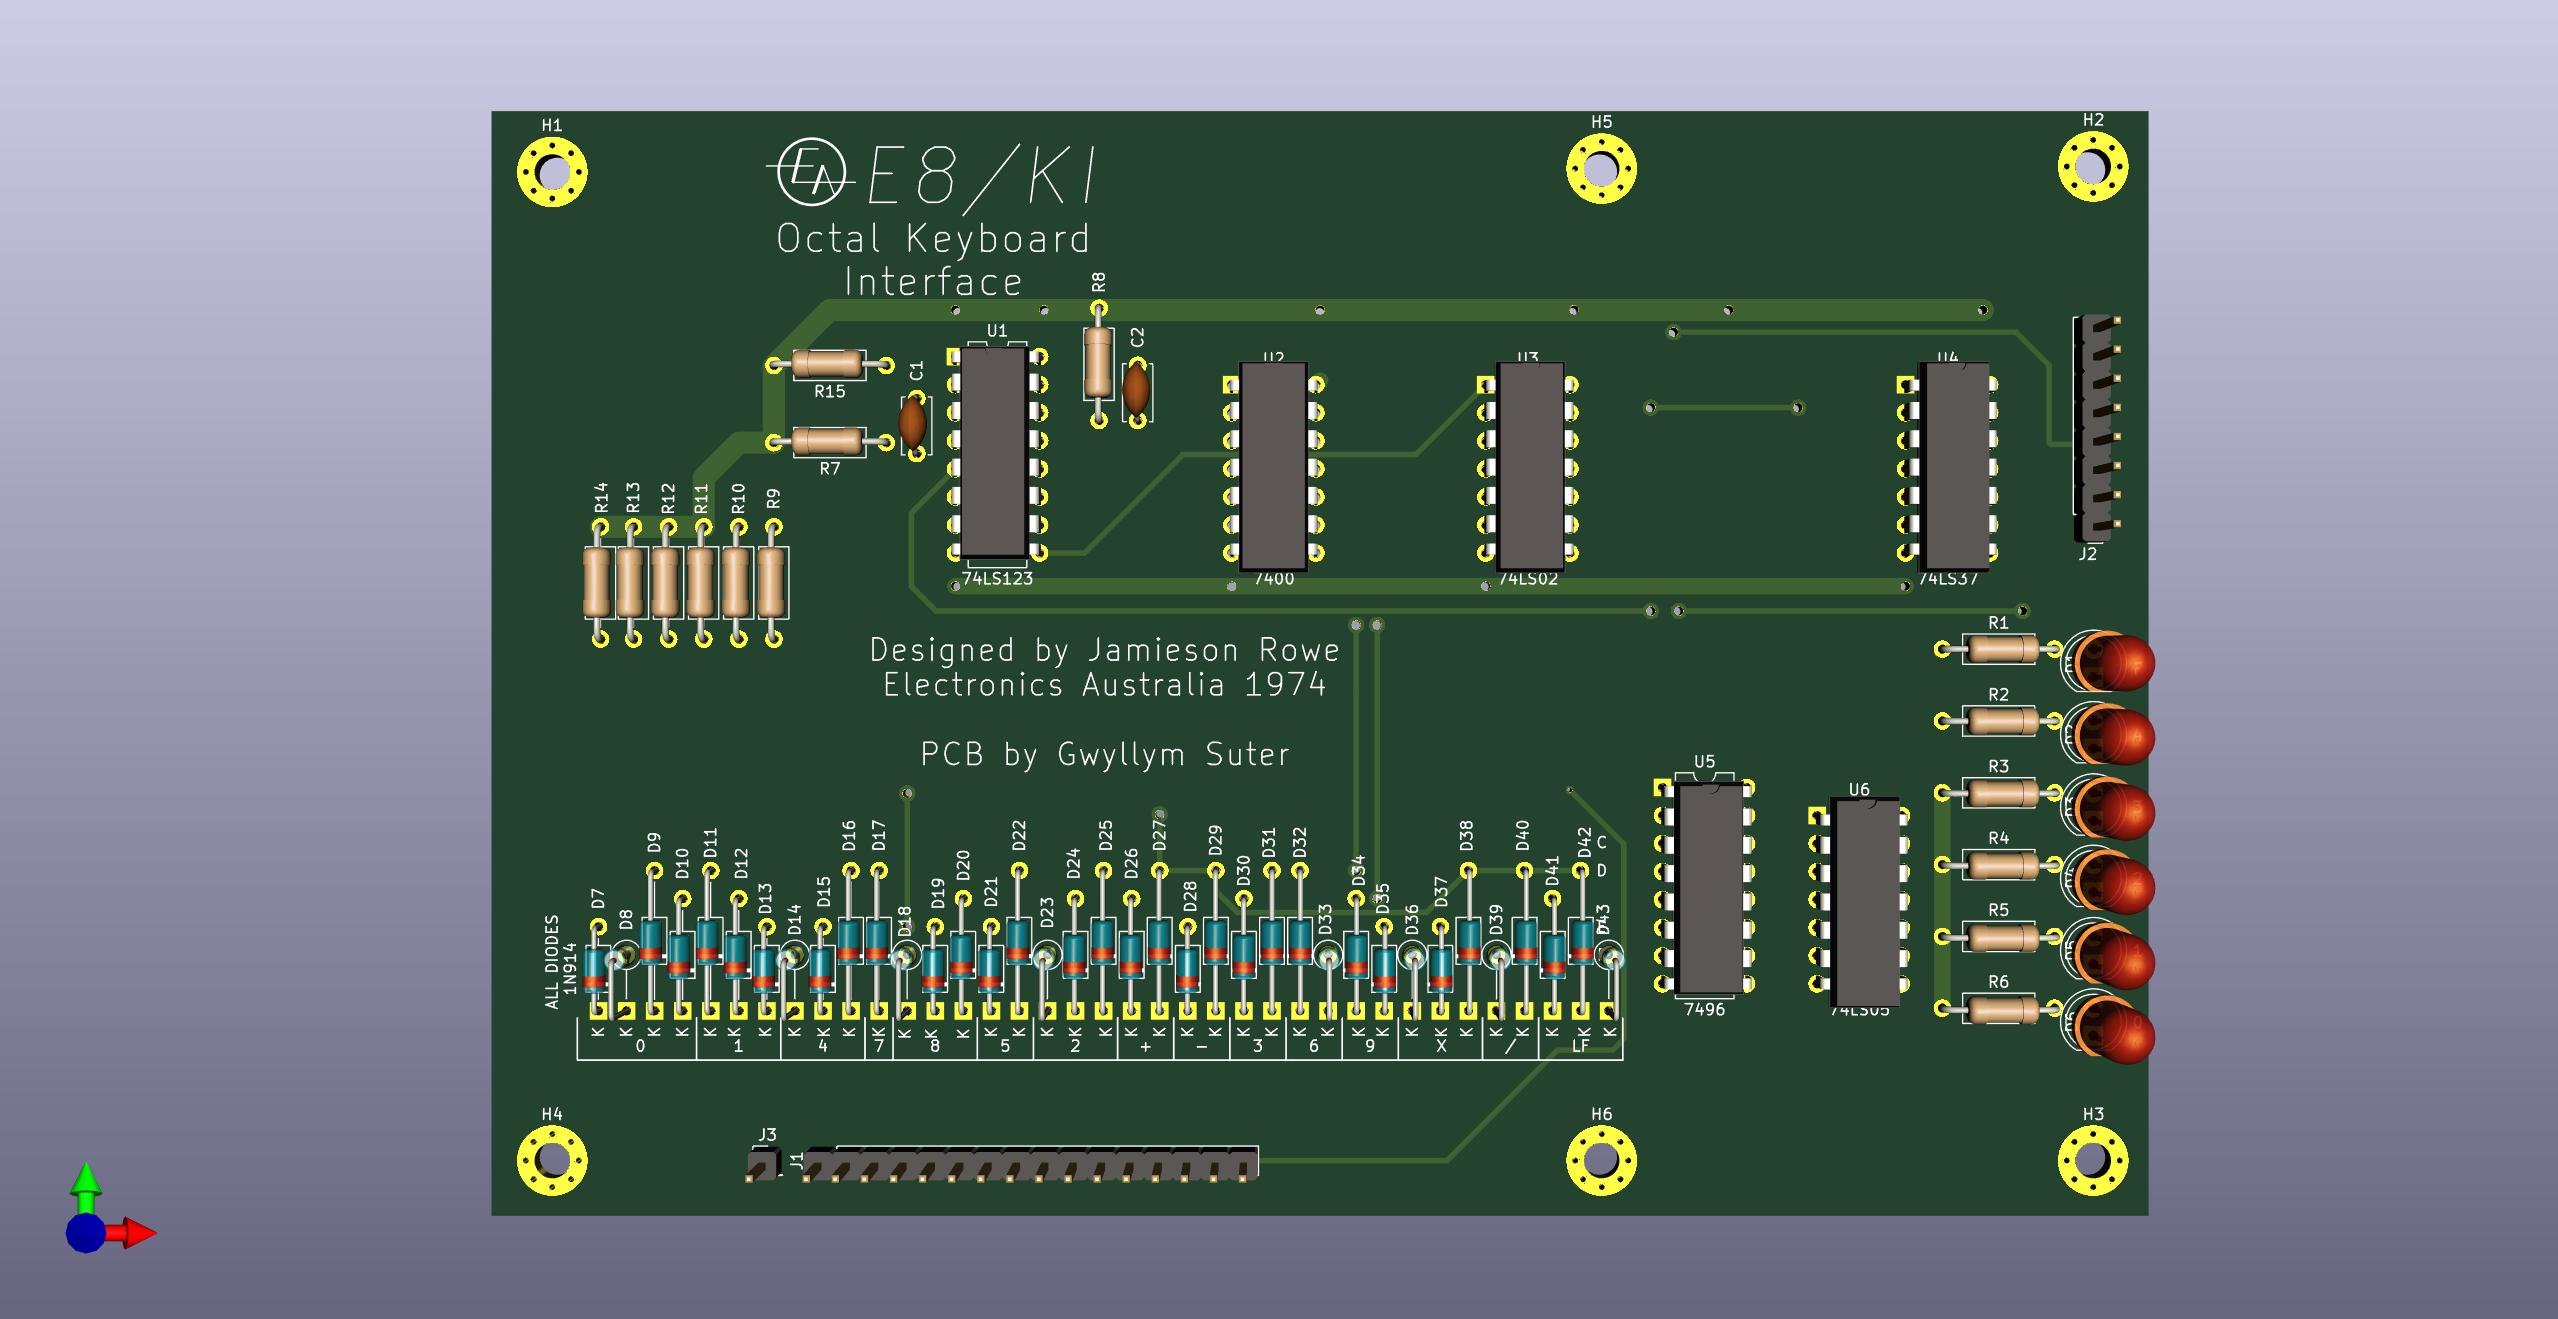 H1
H5
H2
EA E8/KI
Octal Keyboard
Interface
R8
U1
C2
U2
U3
U4
C1
R15
R7
R14
R13
R12
R11
R10
R9
74LS123
7400
74LS02
74LS37
J2
Designed by Jamieson Rowe
Electronics Australia 1974
PCB by Gwyllym Suter
R1
R2
R3
R4
R5
R6
U5
U6
7496
74LS05
D7
D8
D9
D10
D11
D12
D13
D14
D15
D16
D17
D18
D19
D20
D21
D22
D23
D24
D25
D26
D27
D28
D29
D30
D31
D32
D33
D34
D35
D36
D37
D38
D39
D40
D41
D42
D43
C
D
ALL DIODES
1N914
K K K K K K K K K K K K K K K K K K K K K K K K K K K K K K K K K K K K K
0 1 4 7 8 5 2 + - 3 6 9 X / LF
H4
J3
J1
H6
H3